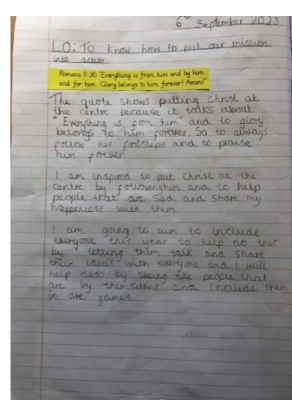 6th September 2023
LO: To know how to put our mission
into action.
Romans 11:36 "Everything is from him and by him
and for him. Glory belongs to him forever! Amen!"
The quote shows putting Christ at
the centre because it talks about
"Everything is from him" and to glory
belongs to him forever. So to always
follow his footsteps and to praise
him forever
I am inspired to put Christ at the
centre by following him and to help
people that are sad and share my
happieness with them.
I am going to aim to include
everyone this year to help do this
by letting them talk and share
their ideas with everyone and I will
help also by seeing the people that
are by themselves and include them
in are games.